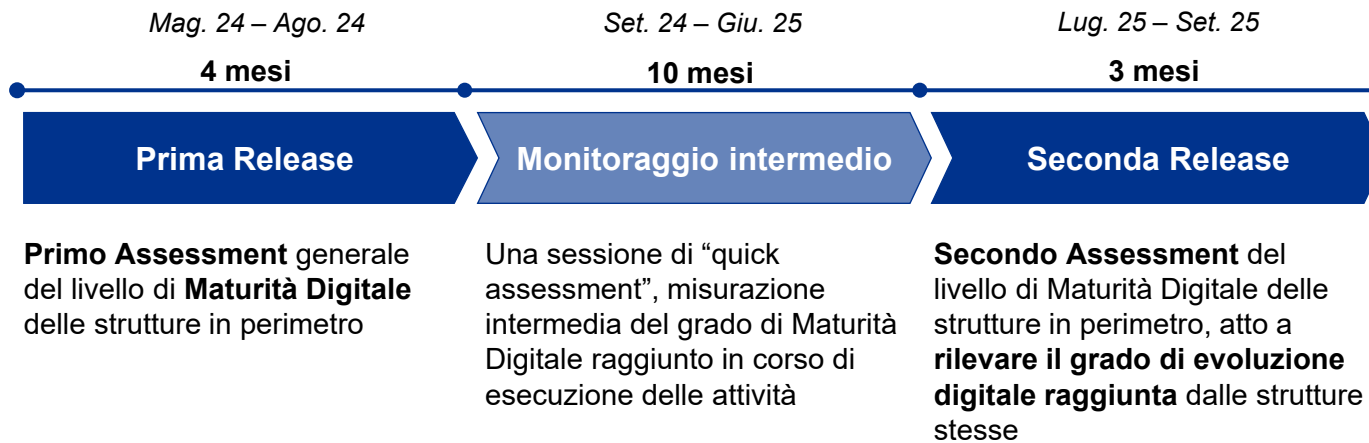 Mag. 24 – Ago. 24
Set. 24 – Giu. 25
Lug. 25 – Set. 25
4 mesi
10 mesi
3 mesi
Prima Release
Monitoraggio intermedio
Seconda Release
Primo Assessment generale
del livello di Maturità Digitale
delle strutture in perimetro
Una sessione di “quick
assessment”, misurazione
intermedia del grado di Maturità
Digitale raggiunto in corso di
esecuzione delle attività
Secondo Assessment del
livello di Maturità Digitale delle
strutture in perimetro, atto a
rilevare il grado di evoluzione
digitale raggiunta dalle strutture
stesse